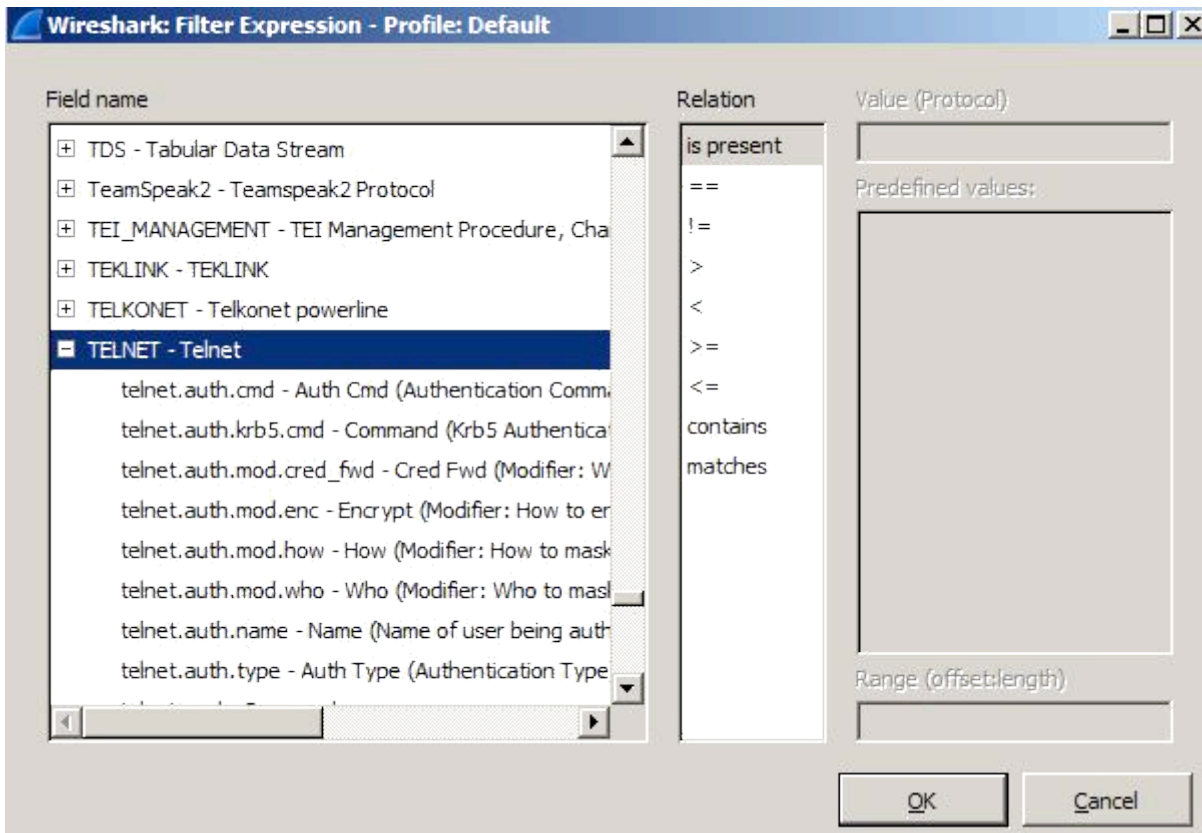 Wireshark: Filter Expression - Profile: Default
Field name
TDS - Tabular Data Stream
TeamSpeak2 - Teamspeak2 Protocol
TEI_MANAGEMENT - TEI Management Procedure, Cha
TEKLINK - TEKLINK
TELKONET - Telkonet powerline
TELNET - Telnet
telnet.auth.cmd - Auth Cmd (Authentication Comm
telnet.auth.krb5.cmd - Command (Krb5 Authentica
telnet.auth.mod.cred_fwd - Cred Fwd (Modifier: W
telnet.auth.mod.enc - Encrypt (Modifier: How to en
telnet.auth.mod.how - How (Modifier: How to mask
telnet.auth.mod.who - Who (Modifier: Who to mas
telnet.auth.name - Name (Name of user being auth
telnet.auth.type - Auth Type (Authentication Type
Relation
is present
==
!=
>
<
>=
<=
contains
matches
Value (Protocol)
Predefined values:
Range (offset:length)
OK
Cancel